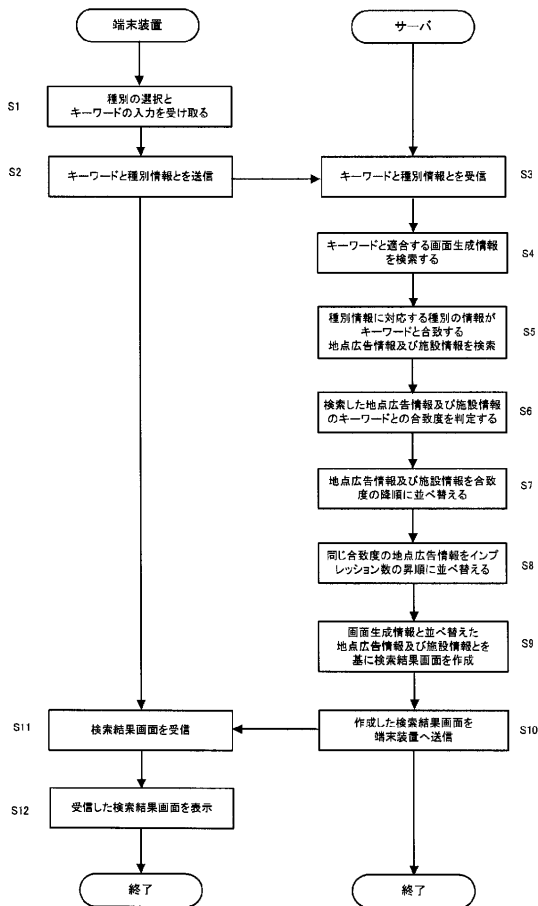 端末装置
サーバ
S1
種別の選択と
キーワードの入力を受け取る
S2
キーワードと種別情報とを送信
キーワードと種別情報とを受信
S3
キーワードと適合する画面生成情報
を検索する
S4
種別情報に対応する種別の情報が
キーワードと合致する
地点広告情報及び施設情報を検索
S5
検索した地点広告情報及び施設情報
のキーワードとの合致度を判定する
S6
地点広告情報及び施設情報を合致
度の降順に並べ替える
S7
同じ合致度の地点広告情報をインプ
レッション数の昇順に並べ替える
S8
画面生成情報と並べ替えた
地点広告情報及び施設情報とを
基に検索結果画面を作成
S9
S11
検索結果画面を受信
作成した検索結果画面を
端末装置へ送信
S10
S12
受信した検索結果画面を表示
終了
終了